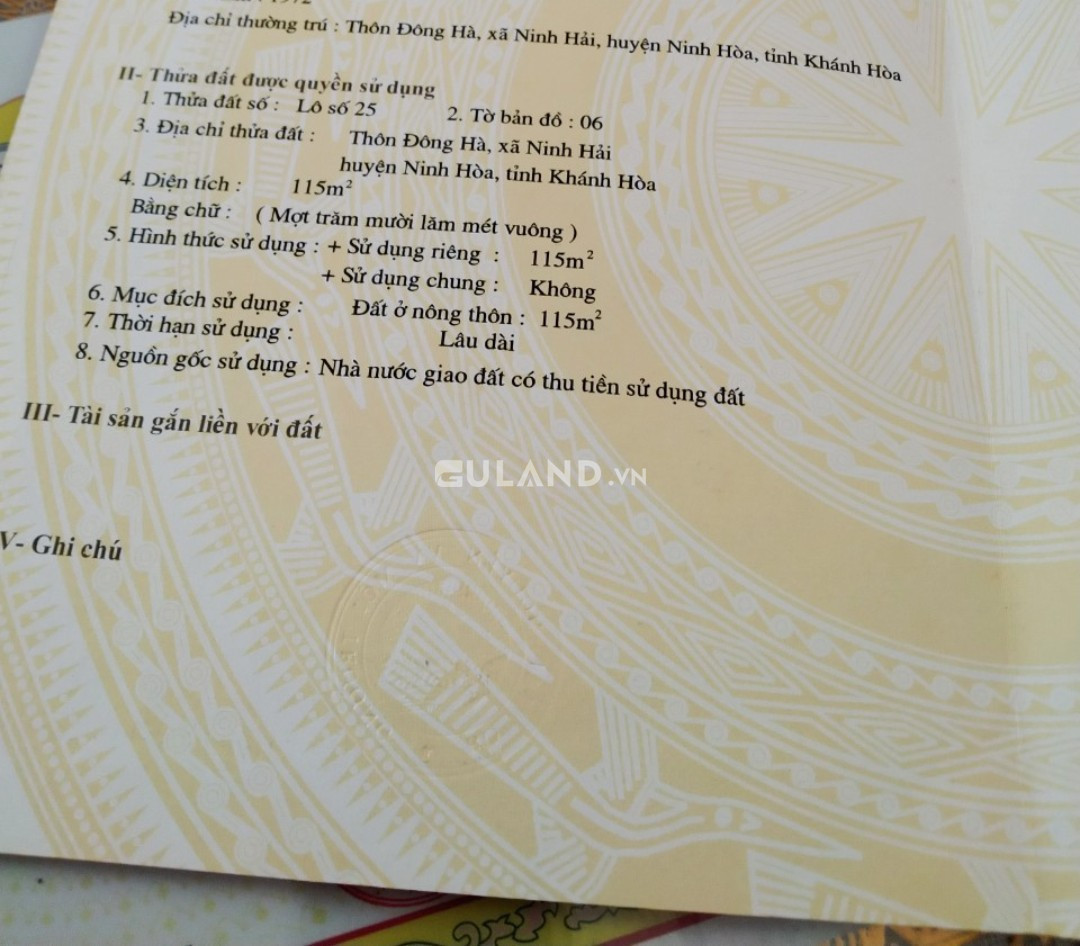 1972
Địa chỉ thường trú : Thôn Đông Hà, xã Ninh Hải, huyện Ninh Hòa, tỉnh Khánh Hòa
II- Thửa đất được quyền sử dụng
1. Thửa đất số : Lô số 25 2. Tờ bản đồ : 06
3. Địa chỉ thửa đất : Thôn Đông Hà, xã Ninh Hải
huyện Ninh Hòa, tỉnh Khánh Hòa
4. Diện tích : 115m²
Bằng chữ : ( Mợt trăm mười lăm mét vuông )
5. Hình thức sử dụng : + Sử dụng riêng : 115m²
+ Sử dụng chung : Không
6. Mục đích sử dụng : Đất ở nông thôn : 115m²
7. Thời hạn sử dụng : Lâu dài
8. Nguồn gốc sử dụng : Nhà nước giao đất có thu tiền sử dụng đất
III- Tài sản gắn liền với đất
GULAND.VN
V- Ghi chú